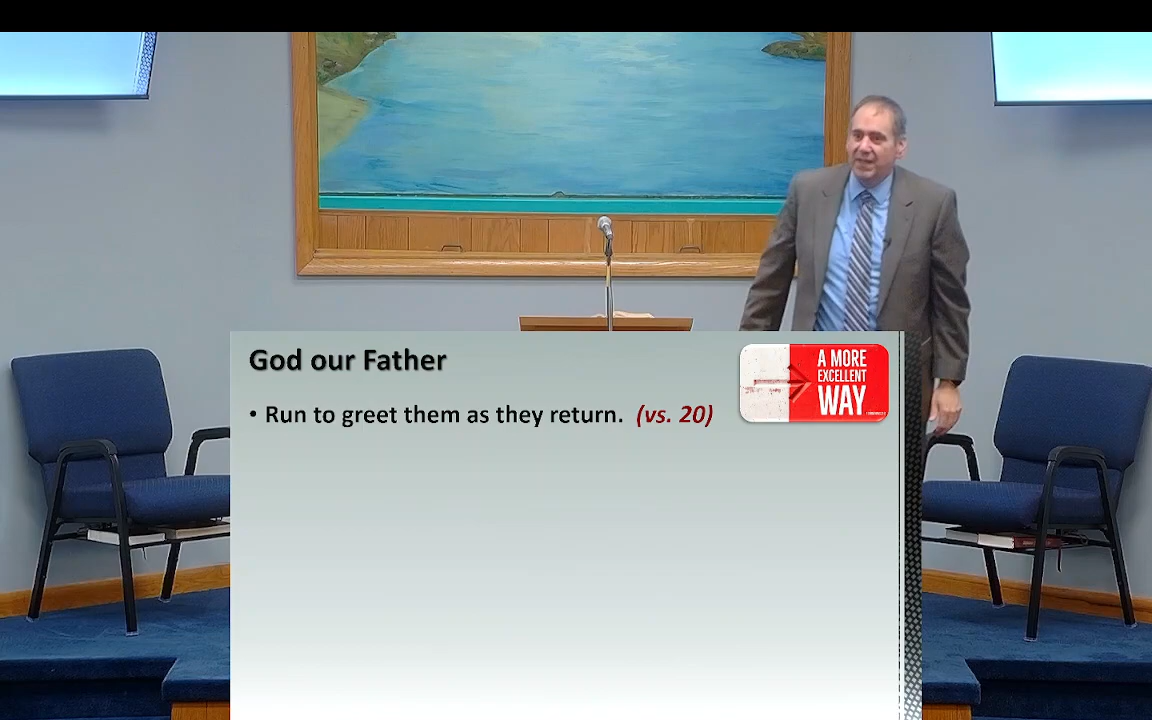 God our Father
• Run to greet them as they return. (vs. 20)
A MORE
EXCELLENT
WAY